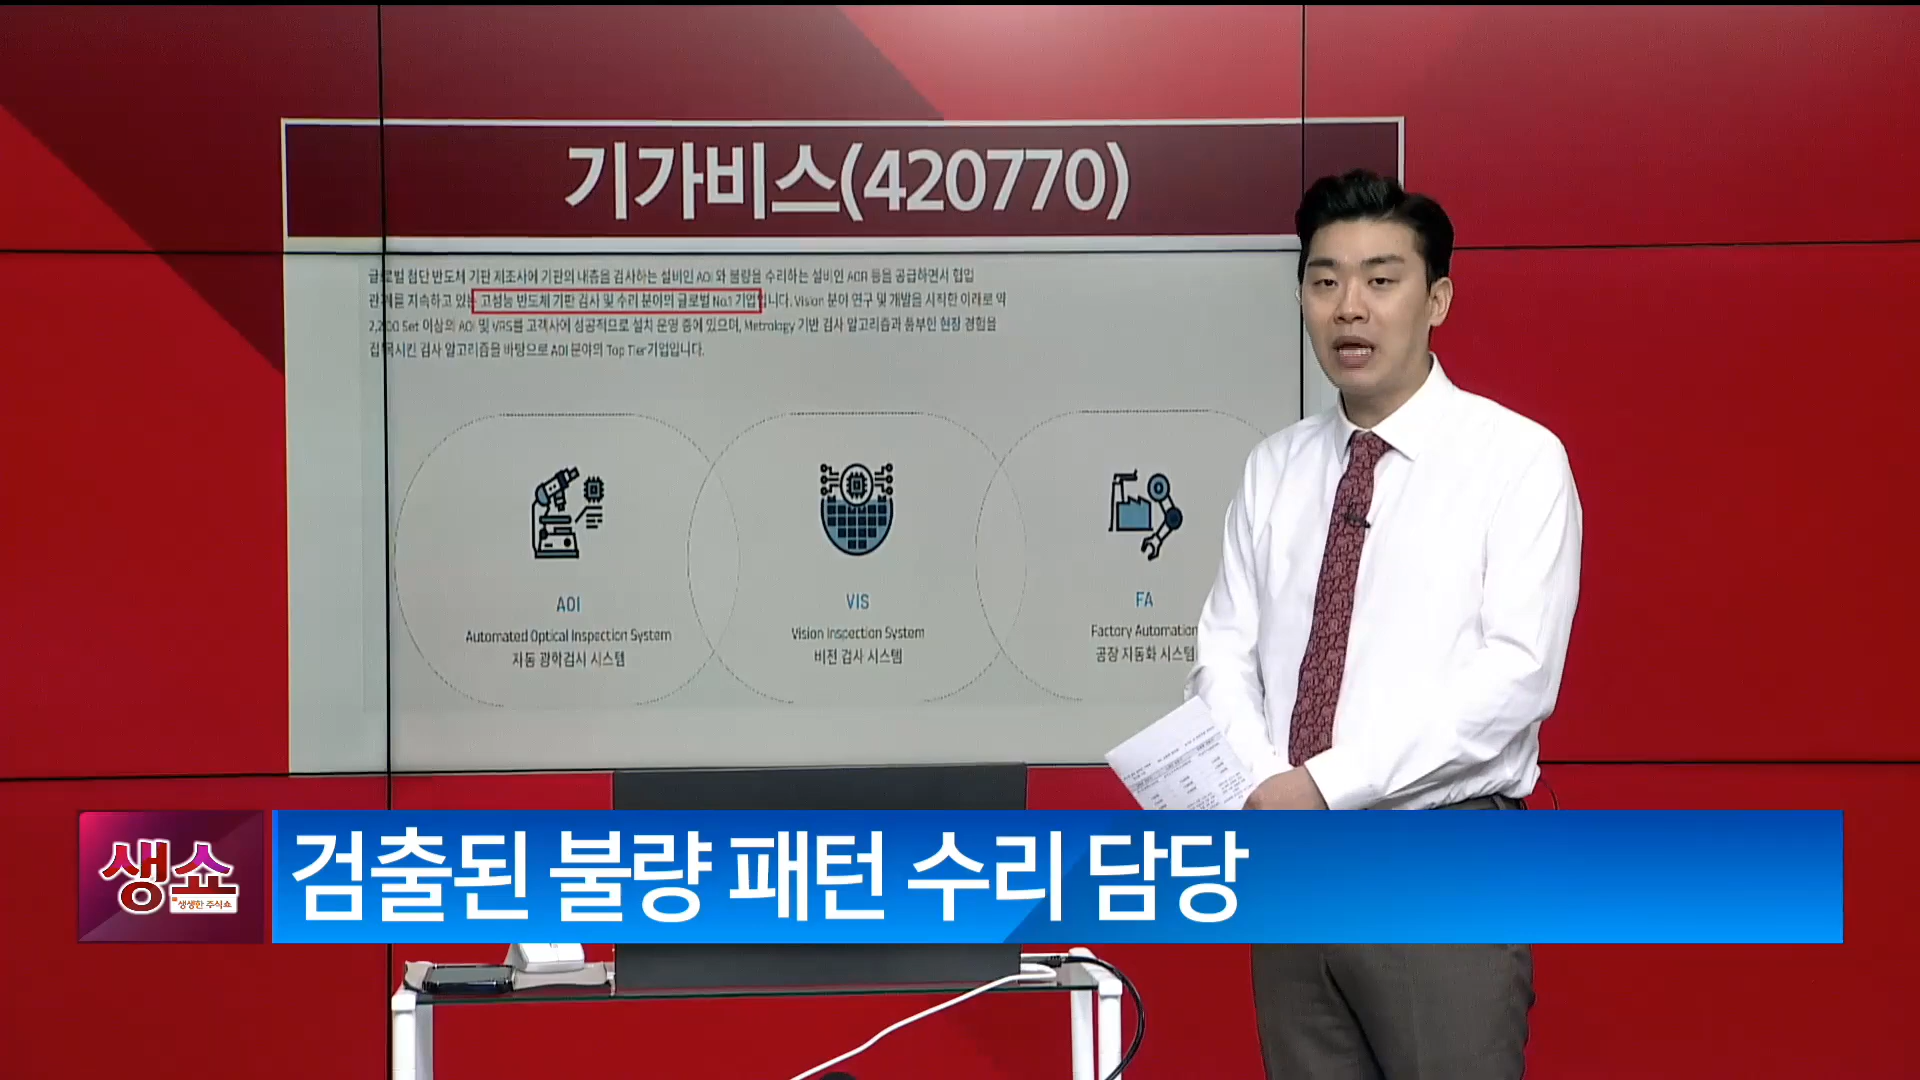 기가비스(420770)
글로벌 첨단 반도체 기판 제조사에 기판의 내층을 검사하는 설비인 AOI 와 불량을 수리하는 설비인 AOR 등을 공급하면서 협업
관계를 지속하고 있는 고성능 반도체 기판 검사 및 수리 분야의 글로벌 No.1 기업입니다. Vision 분야 연구 및 개발을 시작한 이래로 약
2,200 Set 이상의 AOI 및 VRS를 고객사에 성공적으로 설치 운영 중에 있으며, Metrology 기반 검사 알고리즘과 풍부한 현장 경험을
접목시킨 검사 알고리즘을 바탕으로 AOI 분야의 Top Tier 기업입니다.
AOI
Automated Optical Inspection System
자동 광학검사 시스템
VIS
Vision Inspection System
비전 검사 시스템
FA
Factory Automation
공장 자동화 시스템
생쇼
생생한 주식쇼
검출된 불량 패턴 수리 담당